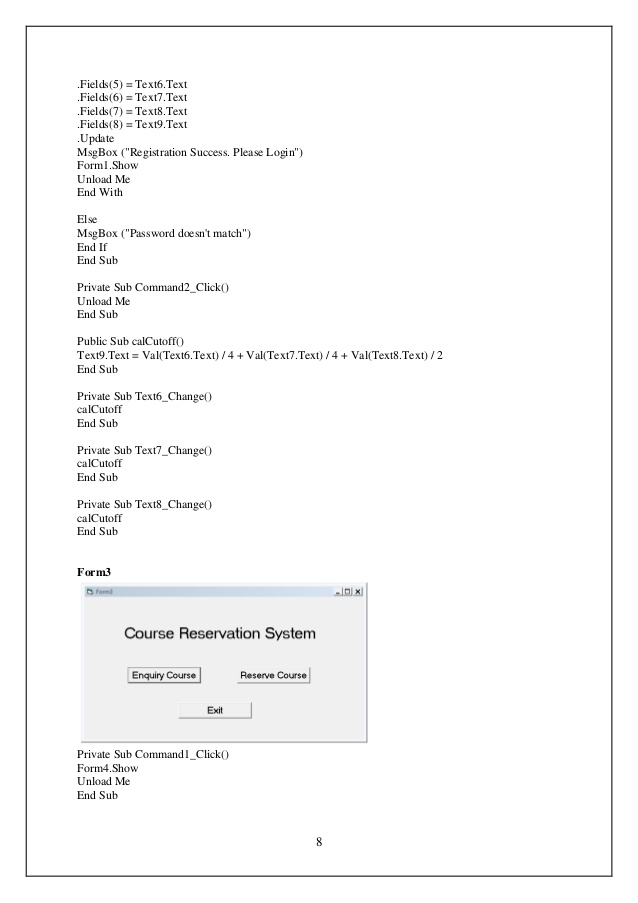 .Fields(5) = Text6.Text
.Fields(6) = Text7.Text
.Fields(7) = Text8.Text
.Fields(8) = Text9.Text
.Update
MsgBox ("Registration Success. Please Login")
Form1.Show
Unload Me
End With
Else
MsgBox ("Password doesn't match")
End If
End Sub
Private Sub Command2_Click()
Unload Me
End Sub
Public Sub calCutoff()
Text9.Text = Val(Text6.Text) / 4 + Val(Text7.Text) / 4 + Val(Text8.Text) / 2
End Sub
Private Sub Text6_Change()
calCutoff
End Sub
Private Sub Text7_Change()
calCutoff
End Sub
Private Sub Text8_Change()
calCutoff
End Sub
Form3
Form3
Course Reservation System
Enquiry Course Reserve Course
Exit
Private Sub Command1_Click()
Form4.Show
Unload Me
End Sub
8